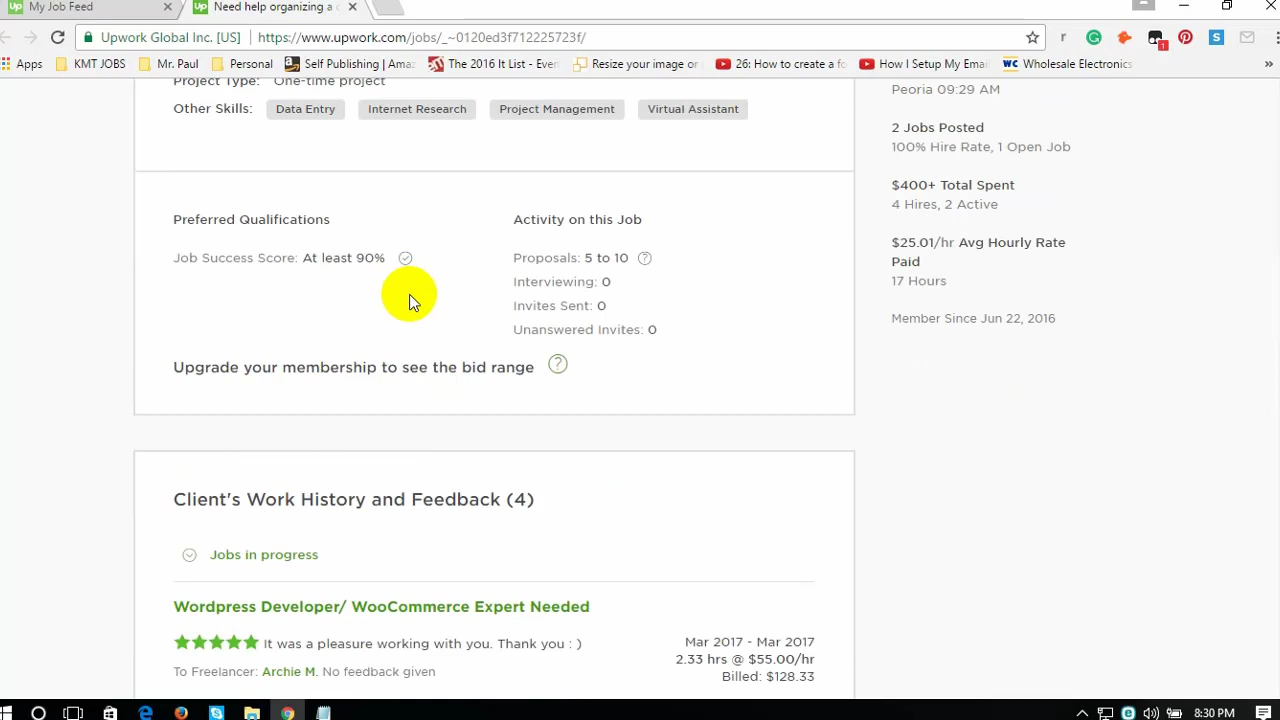 My Job Feed
Need help organizing a c
Upwork Global Inc. [US] https://www.upwork.com/jobs/_~0120ed3f712225723f/
Apps KMT JOBS Mr. Paul Personal Self Publishing | Ama The 2016 It List - Ever Resize your image or 26: How to create a fo How I Setup My Email Wholesale Electronics
Project Type: One-time project
Other Skills: Data Entry Internet Research Project Management Virtual Assistant
Preferred Qualifications
Job Success Score: At least 90%
Activity on this Job
Proposals: 5 to 10
Interviewing: 0
Invites Sent: 0
Unanswered Invites: 0
Upgrade your membership to see the bid range
Peoria 09:29 AM
2 Jobs Posted
100% Hire Rate, 1 Open Job
$400+ Total Spent
4 Hires, 2 Active
$25.01/hr Avg Hourly Rate
Paid
17 Hours
Member Since Jun 22, 2016
Client's Work History and Feedback (4)
Jobs in progress
Wordpress Developer/ WooCommerce Expert Needed
It was a pleasure working with you. Thank you : )
To Freelancer: Archie M. No feedback given
Mar 2017 - Mar 2017
2.33 hrs @ $55.00/hr
Billed: $128.33
8:30 PM